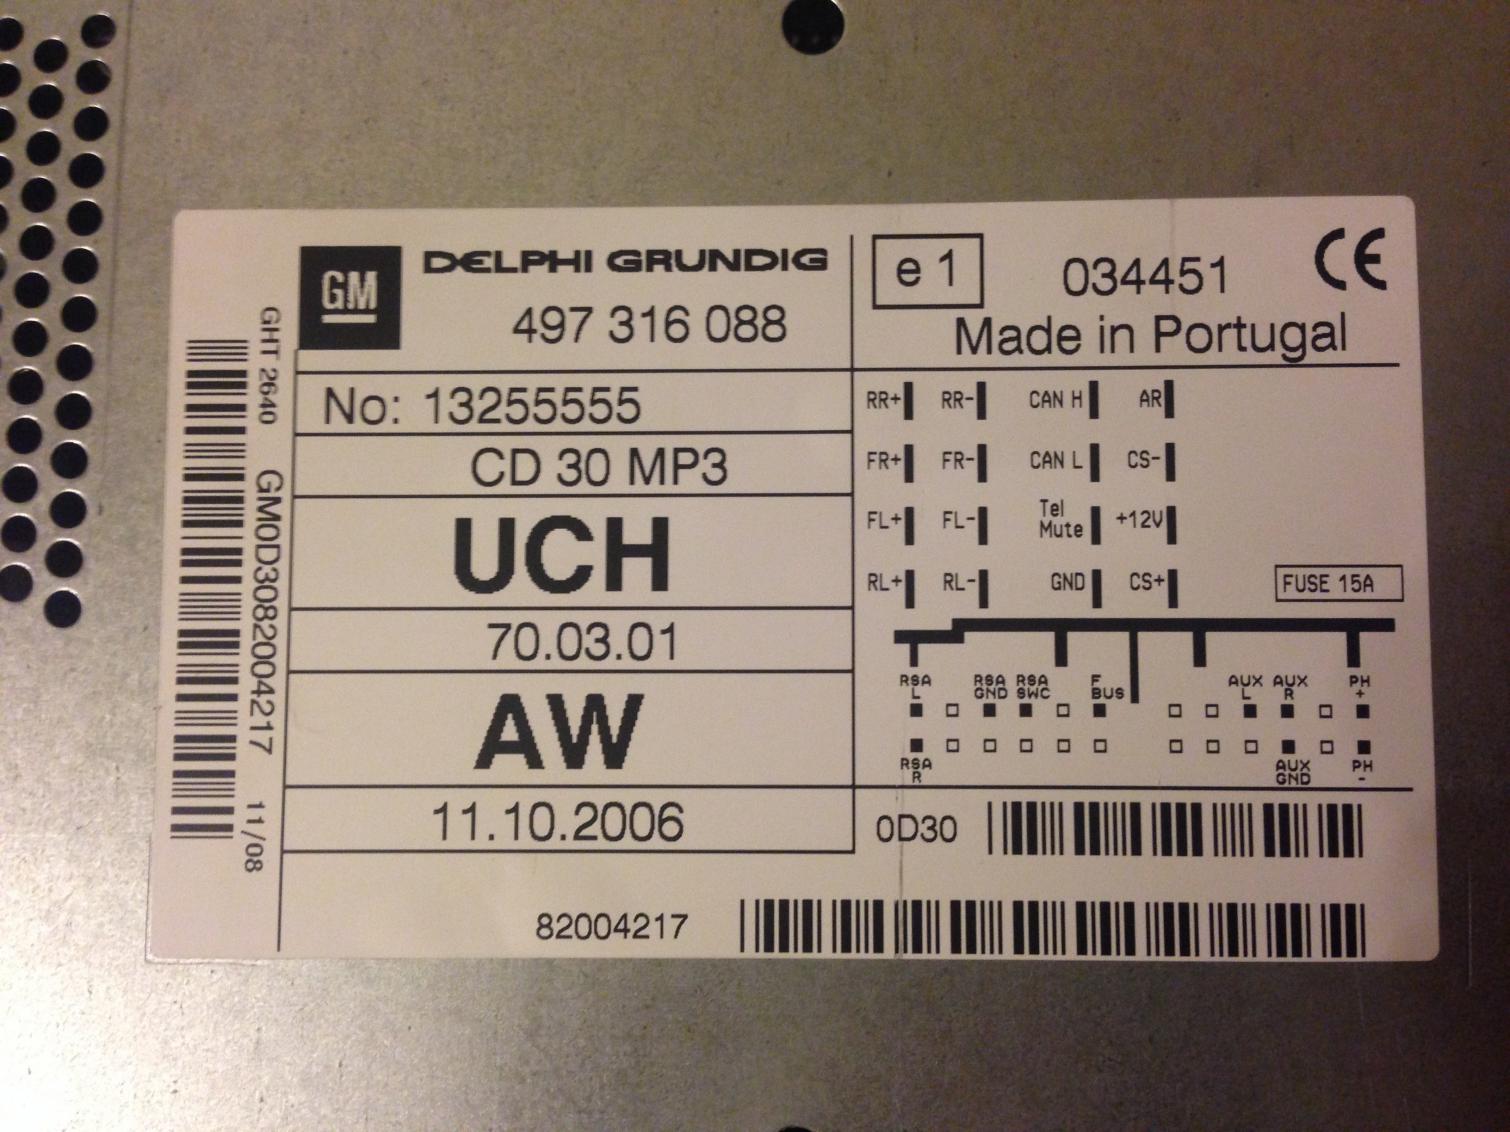 GM
DELPHI GRUNDIG
497 316 088
e 1
034451
CE
Made in Portugal
GHT 2640 GM0D3082004217 11/08
No: 13255555
CD 30 MP3
UCH
70.03.01
AW
11.10.2006
RR+ RR- CAN H AR
FR+ FR- CAN L CS-
FL+ FL- Tel Mute +12V
RL+ RL- GND CS+
FUSE 15A
RSA L RSA GND RSA SWC F BUS AUX L AUX R PH +
RSA R AUX GND PH -
0D30
82004217